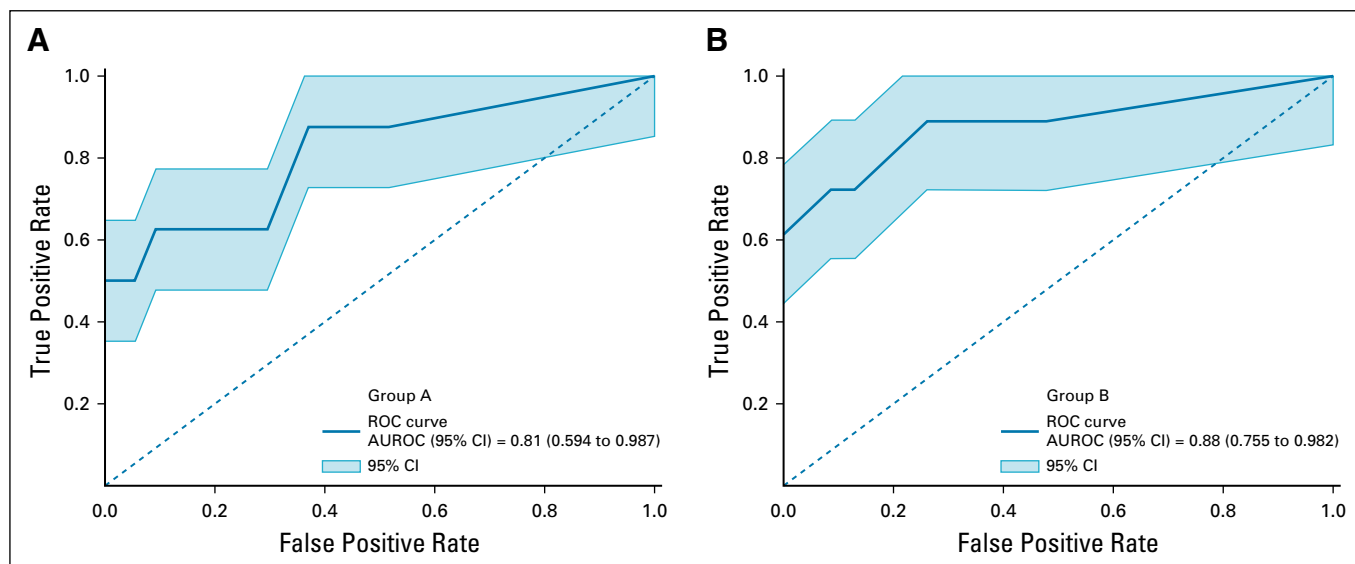 A
True Positive Rate
1.0
0.8
0.6
0.4
0.2
0.0
0.2
0.4
0.6
0.8
1.0
False Positive Rate
Group A
ROC curve
AUROC (95% CI) = 0.81 (0.594 to 0.987)
95% CI
B
True Positive Rate
1.0
0.8
0.6
0.4
0.2
0.0
0.2
0.4
0.6
0.8
1.0
False Positive Rate
Group B
ROC curve
AUROC (95% CI) = 0.88 (0.755 to 0.982)
95% CI